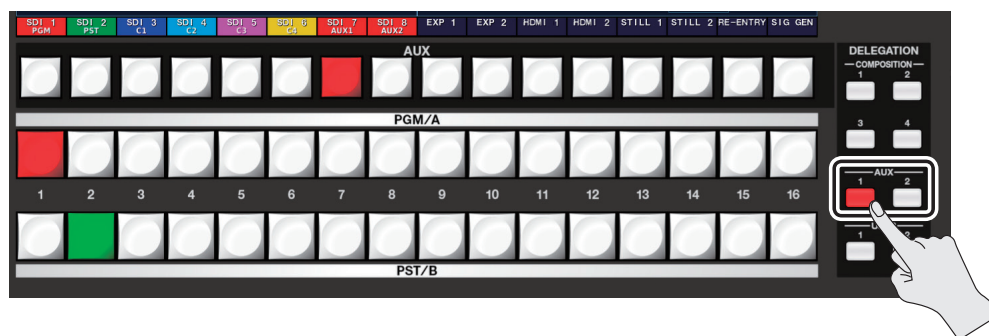 SDI 1 SDI 2 SDI 3 SDI 4 SDI 5 SDI 6 SDI 7 SDI 8 EXP 1 EXP 2 HDMI 1 HDMI 2 STILL 1 STILL 2 RE-ENTRY SIG GEN
PGM PST C1 C2 C3 C4 AUX1 AUX2
AUX
PGM/A
1 2 3 4 5 6 7 8 9 10 11 12 13 14 15 16
PST/B
DELEGATION
COMPOSITION
1 2
3 4
AUX
1 2
1 2